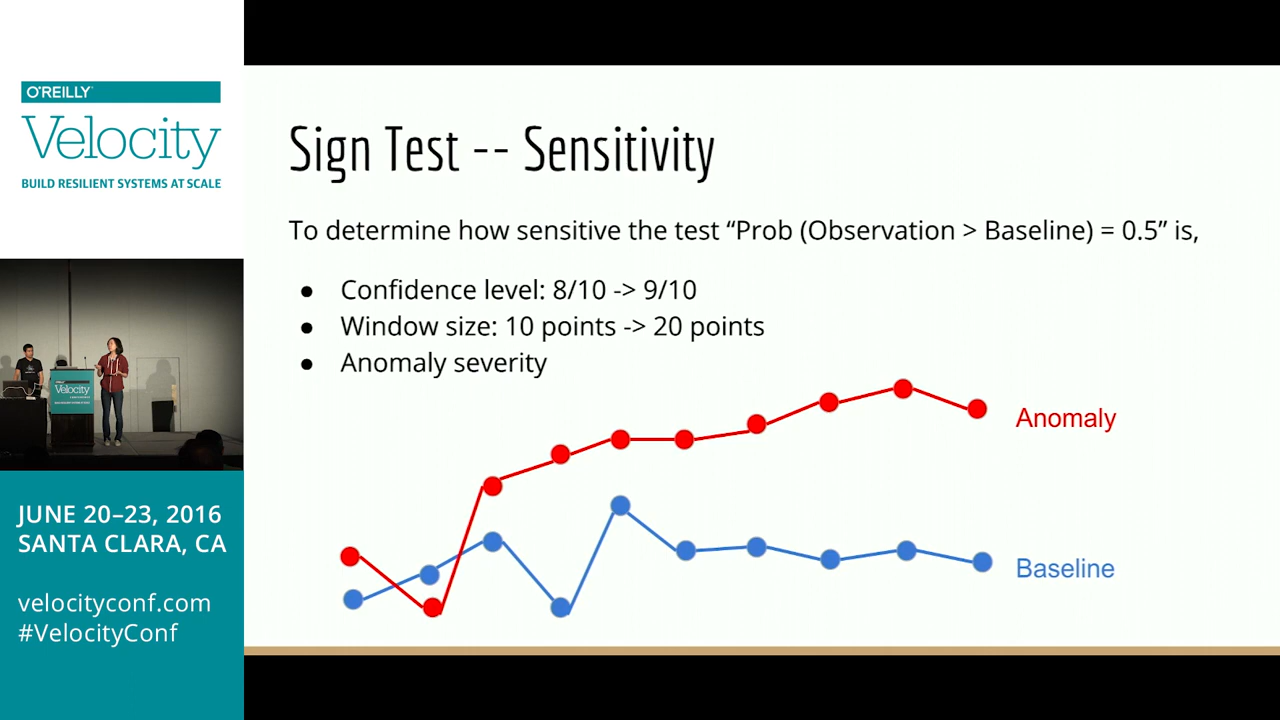 O'REILLY
Velocity
BUILD RESILIENT SYSTEMS AT SCALE
Velocity
JUNE 20–23, 2016
SANTA CLARA, CA
velocityconf.com
#VelocityConf
Sign Test -- Sensitivity
To determine how sensitive the test “Prob (Observation > Baseline) = 0.5” is,
● Confidence level: 8/10 -> 9/10
● Window size: 10 points -> 20 points
● Anomaly severity
Anomaly
Baseline